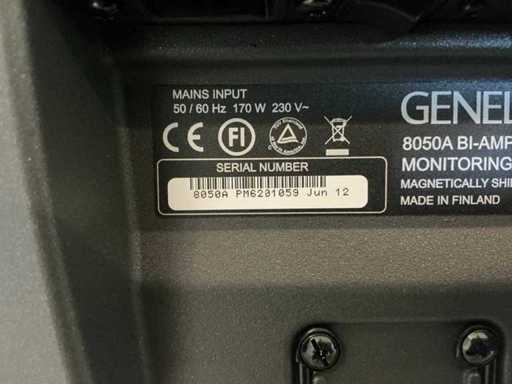 MAINS INPUT
50 / 60 Hz 170 W 230 V~
GENEL
CE FI
8050A BI-AMP
MONITORING
SERIAL NUMBER
MAGNETICALLY SHI
8050A PM6201059 Jun 12
MADE IN FINLAND